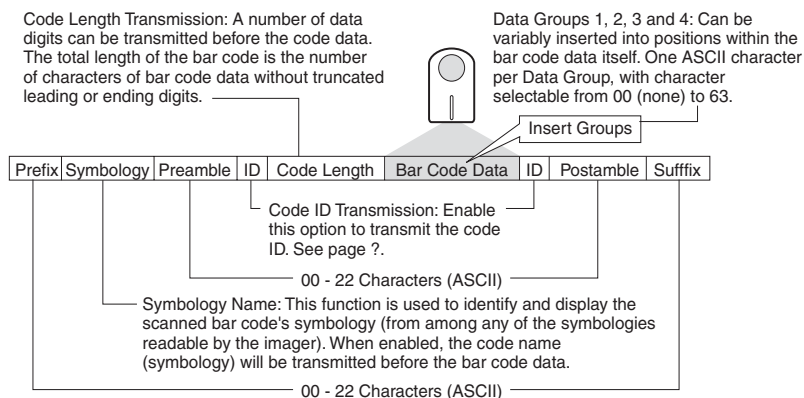 Code Length Transmission: A number of data
digits can be transmitted before the code data.
The total length of the bar code is the number
of characters of bar code data without truncated
leading or ending digits.
Data Groups 1, 2, 3 and 4: Can be
variably inserted into positions within the
bar code data itself. One ASCII character
per Data Group, with character
selectable from 00 (none) to 63.
Insert Groups
Prefix Symbology Preamble ID Code Length Bar Code Data ID Postamble Sufffix
Code ID Transmission: Enable
this option to transmit the code
ID. See page ?.
00 - 22 Characters (ASCII)
Symbology Name: This function is used to identify and display the
scanned bar code's symbology (from among any of the symbologies
readable by the imager). When enabled, the code name
(symbology) will be transmitted before the bar code data.
00 - 22 Characters (ASCII)